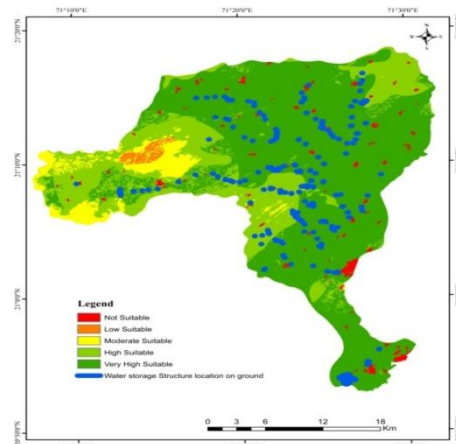 71°10'0"E 71°20'0"E 71°30'0"E
N
W E
S
21°20'0"N
21°10'0"N
21°0'0"N
Legend
Not Suitable
Low Suitable
Moderate Suitable
High Suitable
Very High Suitable
Water storage Structure location on ground
0 3 6 12 18
Km